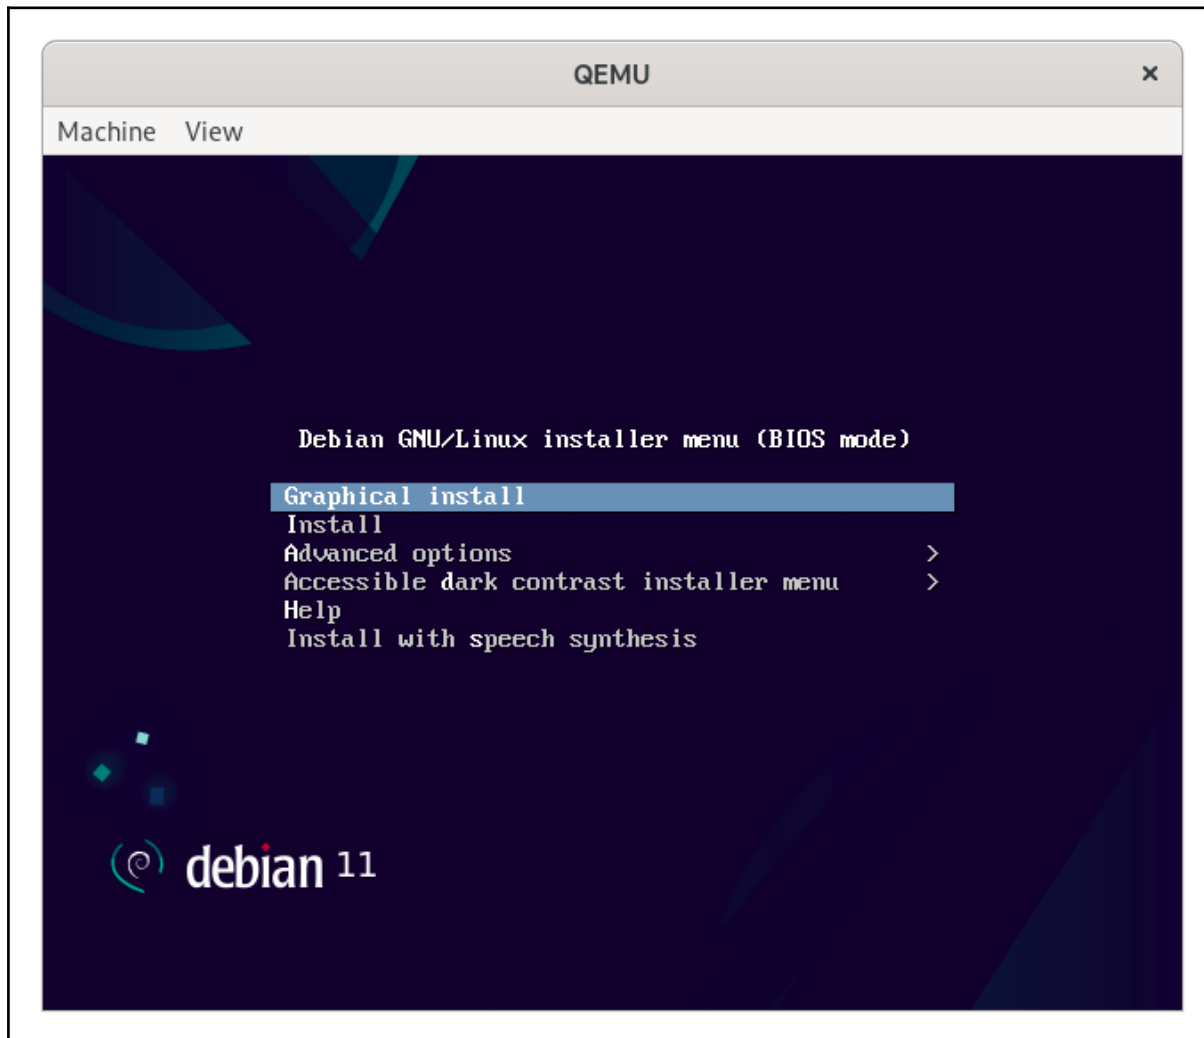 QEMU
Machine View
Debian GNU/Linux installer menu (BIOS mode)
Graphical install
Install
Advanced options >
Accessible dark contrast installer menu >
Help
Install with speech synthesis
debian 11